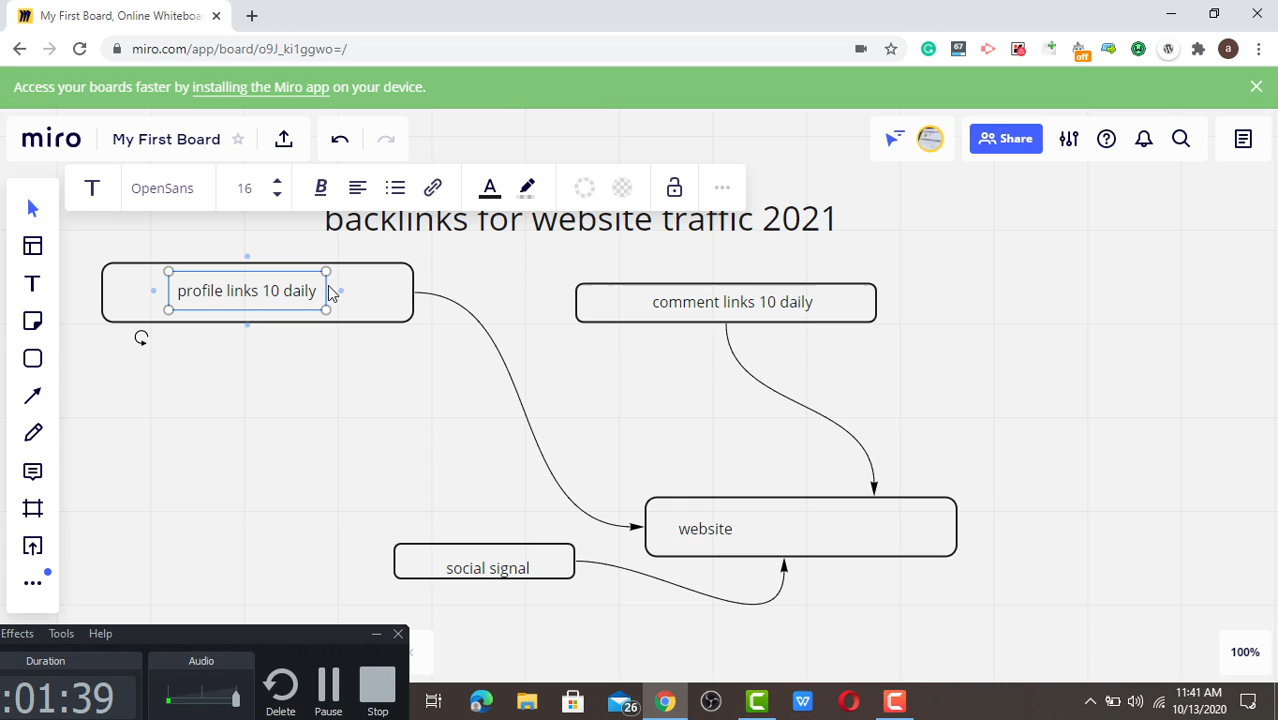 My First Board, Online Whiteboa
miro.com/app/board/o9J_ki1ggwo=/
67
off
a
Access your boards faster by installing the Miro app on your device.
miro
My First Board
Share
T
OpenSans
16
B
A
backlinks for website traffic 2021
profile links 10 daily
comment links 10 daily
T
website
social signal
Effects
Tools
Help
Duration
Audio
:01:39
Delete
Pause
Stop
100%
26
W
11:41 AM
10/13/2020